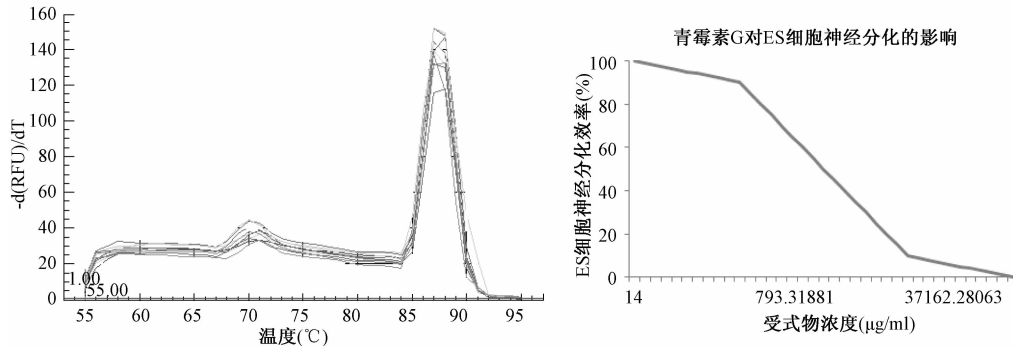 160
140
120
100
80
60
40
20
0
-d(RFU)/dT
1.00
55.00
55 60 65 70 75 80 85 90 95
温度(℃)
青霉素G对ES细胞神经分化的影响
100
80
60
40
20
0
ES细胞神经分化效率(%)
14 793.31881 37162.28063
受式物浓度(μg/ml)